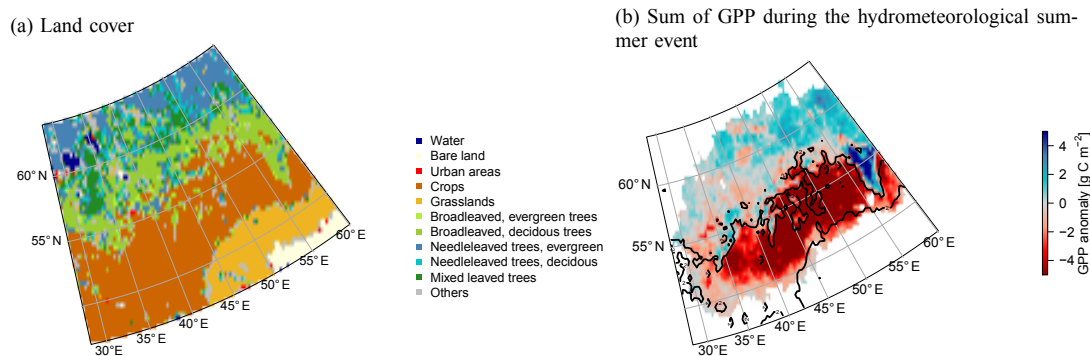 (a) Land cover
60° N
55° N
30° E
35° E
40° E
45° E
50° E
55° E
60° E
Water
Bare land
Urban areas
Crops
Grasslands
Broadleaved, evergreen trees
Broadleaved, decidous trees
Needleleaved trees, evergreen
Needleleaved trees, decidous
Mixed leaved trees
Others
(b) Sum of GPP during the hydrometeorological sum-
mer event
60° N
55° N
30° E
35° E
40° E
45° E
50° E
55° E
60° E
4
2
0
−2
−4
GPP anomaly [g C m⁻²]